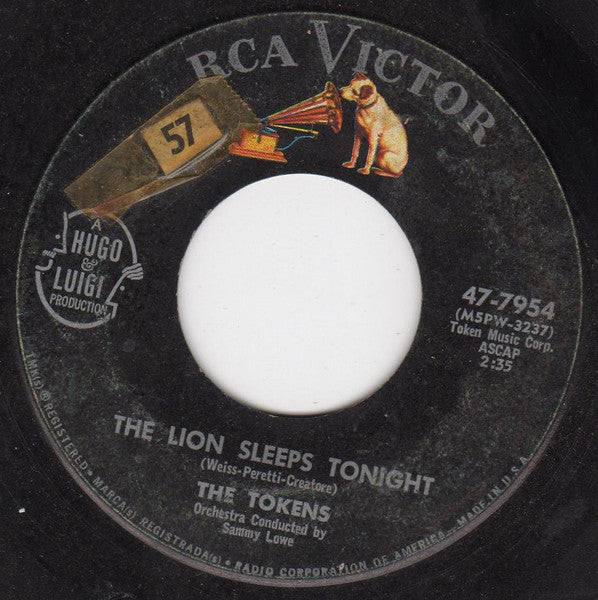 RCA VICTOR
57
A
HUGO
&
LUIGI
PRODUCTION
47-7954
(M5PW-3237)
Token Music Corp.
ASCAP
2:35
THE LION SLEEPS TONIGHT
(Weiss-Peretti-Creatore)
THE TOKENS
Orchestra Conducted by
Sammy Lowe
TMK(s) ® REGISTERED • MARCA(s) REGISTRADA(s) • RADIO CORPORATION OF AMERICA — MADE IN U.S.A.